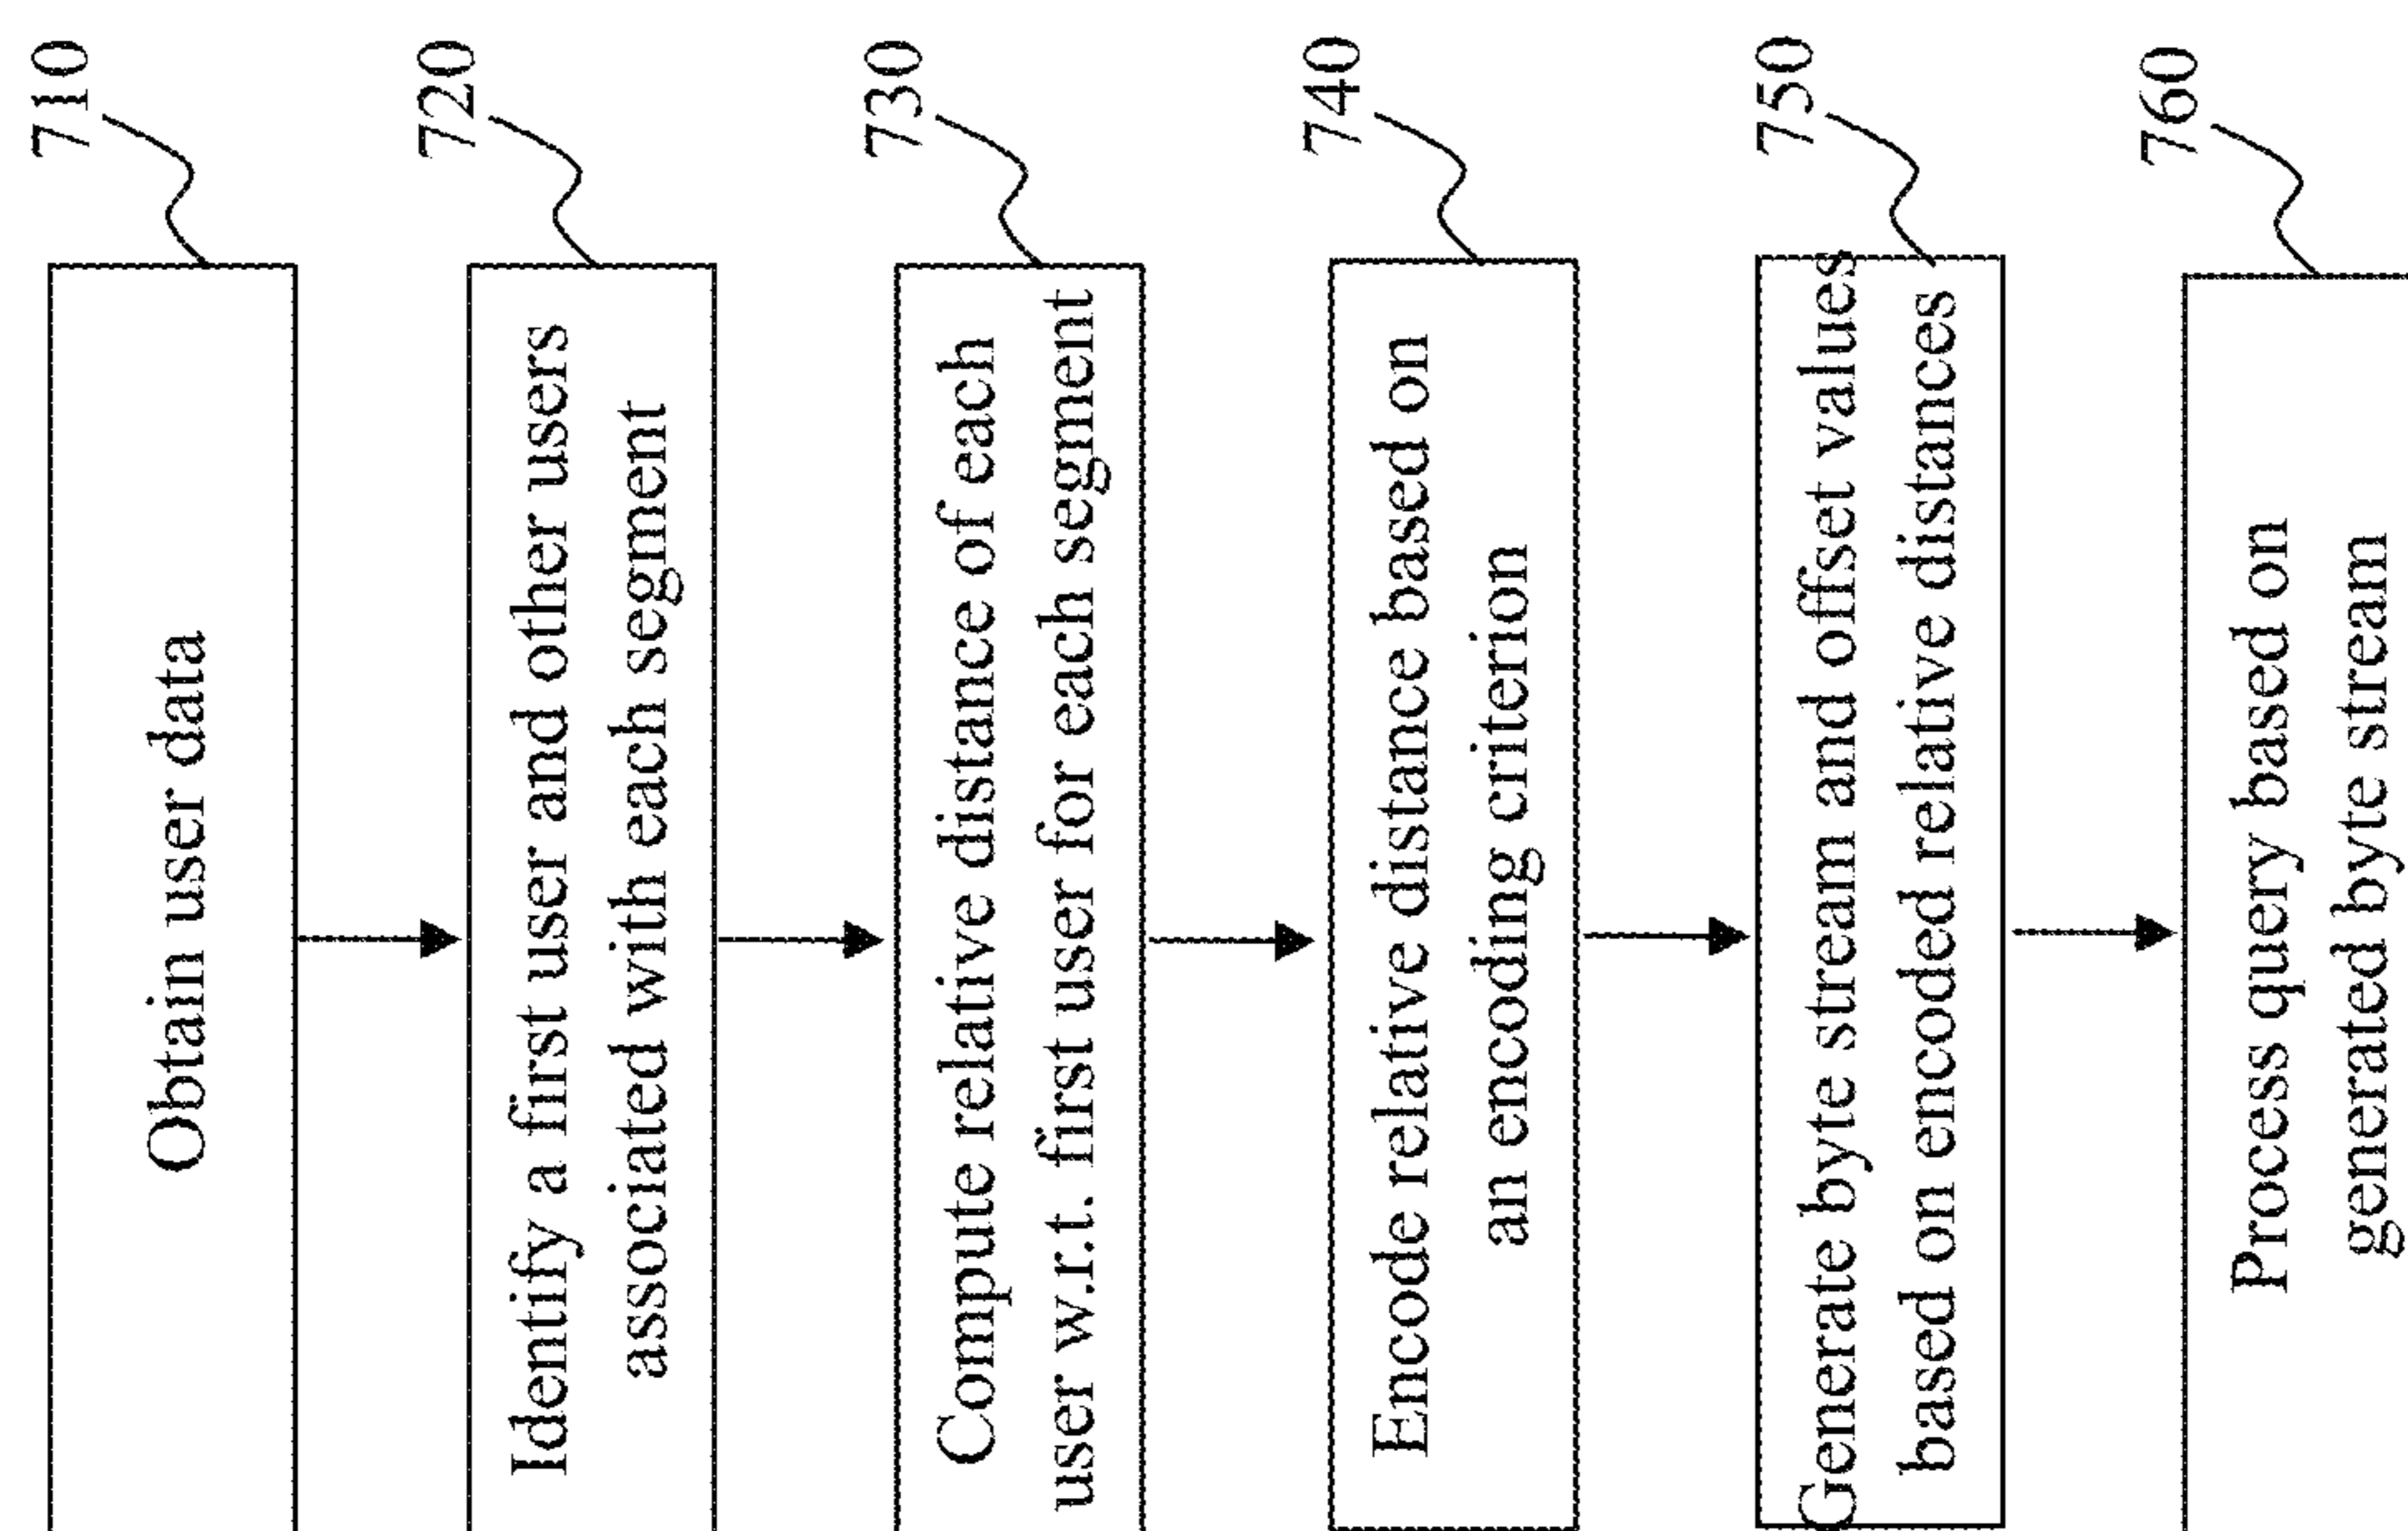 710
Obtain user data
720
Identify a first user and other users
associated with each segment
730
Compute relative distance of each
user w.r.t. first user for each segment
740
Encode relative distance based on
an encoding criterion
750
Generate byte stream and offset values
based on encoded relative distances
760
Process query based on
generated byte stream